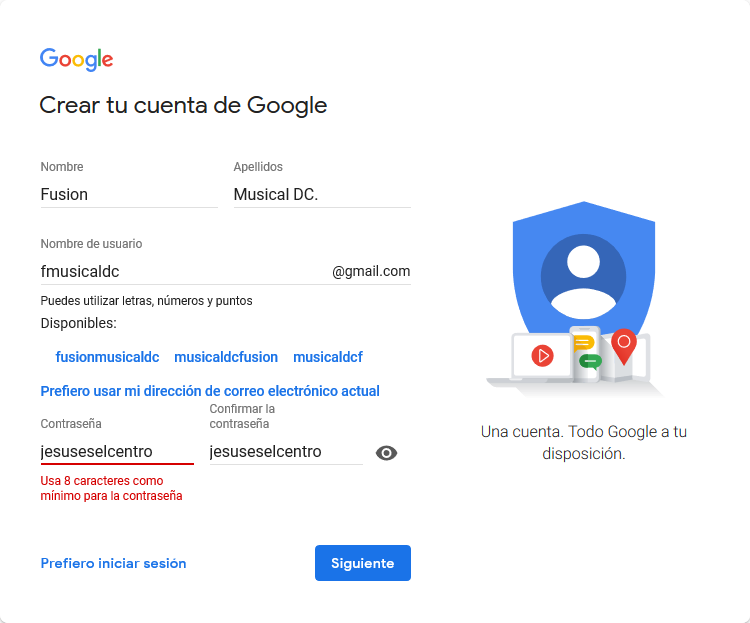 Google
Crear tu cuenta de Google
Nombre
Apellidos
Fusion
Musical DC.
Nombre de usuario
fmusicaldc
@gmail.com
Puedes utilizar letras, números y puntos
Disponibles:
fusionmusicaldc musicaldcfusion musicaldcf
Prefiero usar mi dirección de correo electrónico actual
Contraseña
Confirmar la
contraseña
jesuseselcentro
jesuseselcentro
Usa 8 caracteres como
mínimo para la contraseña
Prefiero iniciar sesión
Siguiente
Una cuenta. Todo Google a tu
disposición.